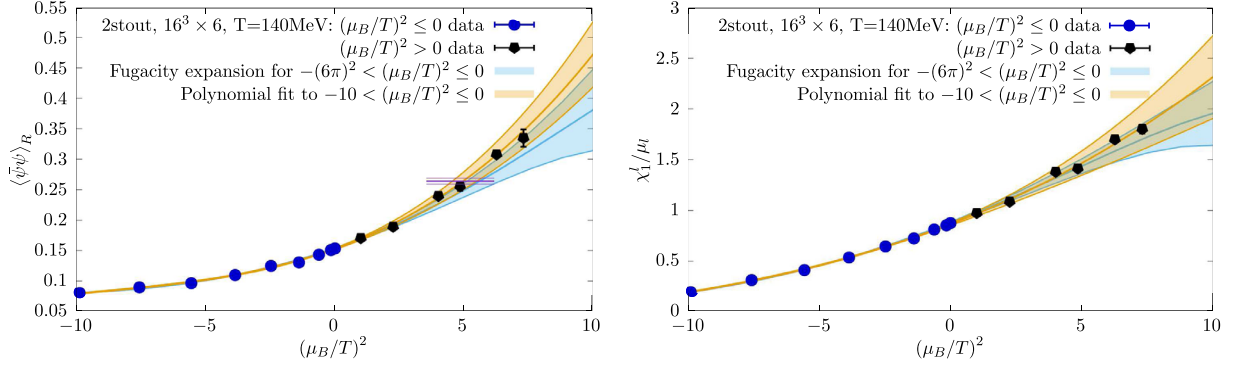 2stout, 16³ × 6, T=140MeV: (μ_B/T)² ≤ 0 data
(μ_B/T)² > 0 data
Fugacity expansion for −(6π)² < (μ_B/T)² ≤ 0
Polynomial fit to −10 < (μ_B/T)² ≤ 0
⟨ψ̄ψ⟩_R
0.55
0.5
0.45
0.4
0.35
0.3
0.25
0.2
0.15
0.1
0.05
−10 −5 0 5 10
(μ_B/T)²
2stout, 16³ × 6, T=140MeV: (μ_B/T)² ≤ 0 data
(μ_B/T)² > 0 data
Fugacity expansion for −(6π)² < (μ_B/T)² ≤ 0
Polynomial fit to −10 < (μ_B/T)² ≤ 0
χ₁ˡ/μ_l
3
2.5
2
1.5
1
0.5
0
−10 −5 0 5 10
(μ_B/T)²